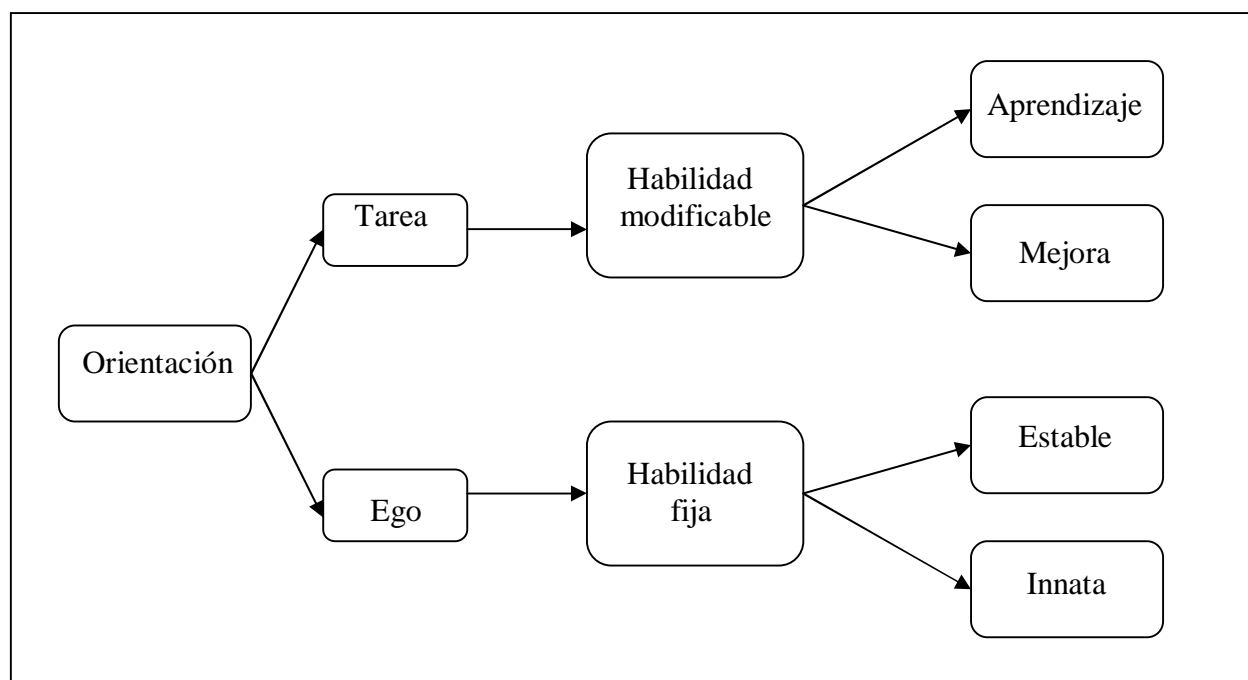 Orientación
Tarea
Habilidad
modificable
Aprendizaje
Mejora
Ego
Habilidad
fija
Estable
Innata